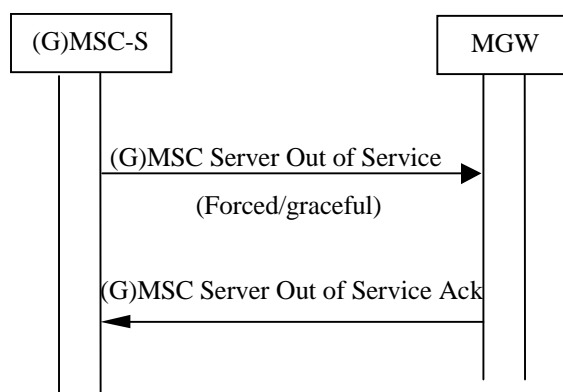 (G)MSC-S
MGW
(G)MSC Server Out of Service
(Forced/graceful)
(G)MSC Server Out of Service Ack